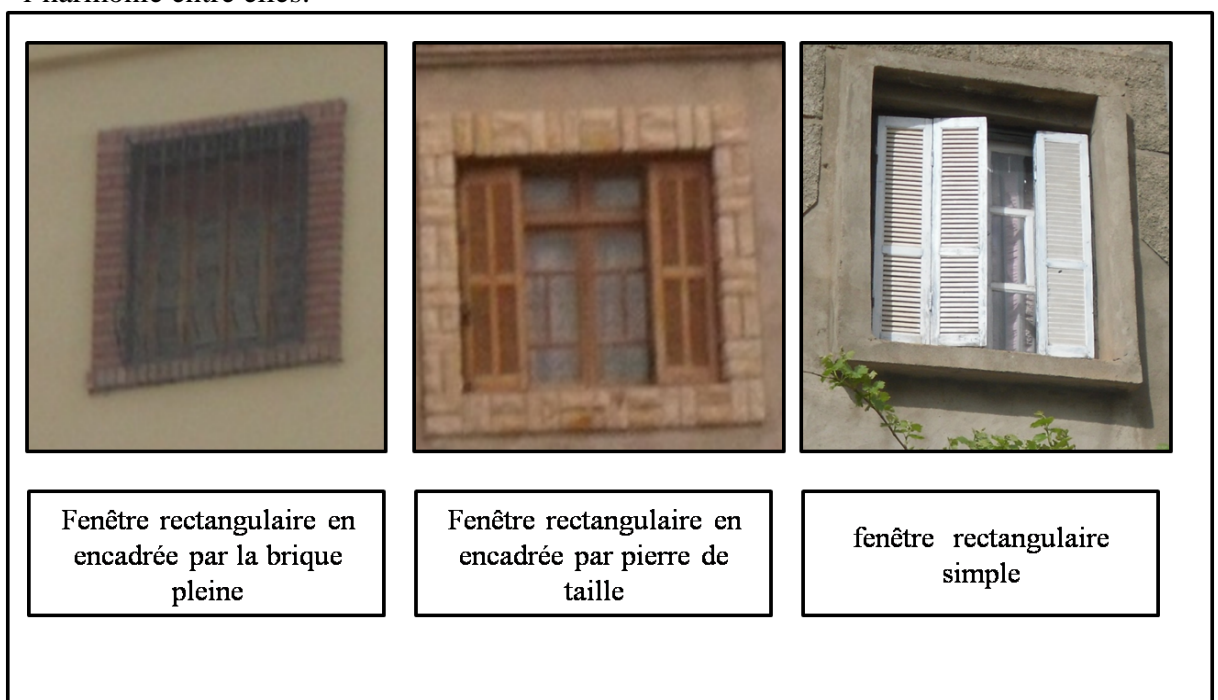 l'harmonie entre elles.
Fenêtre rectangulaire en
encadrée par la brique
pleine
Fenêtre rectangulaire en
encadrée par pierre de
taille
fenêtre rectangulaire
simple